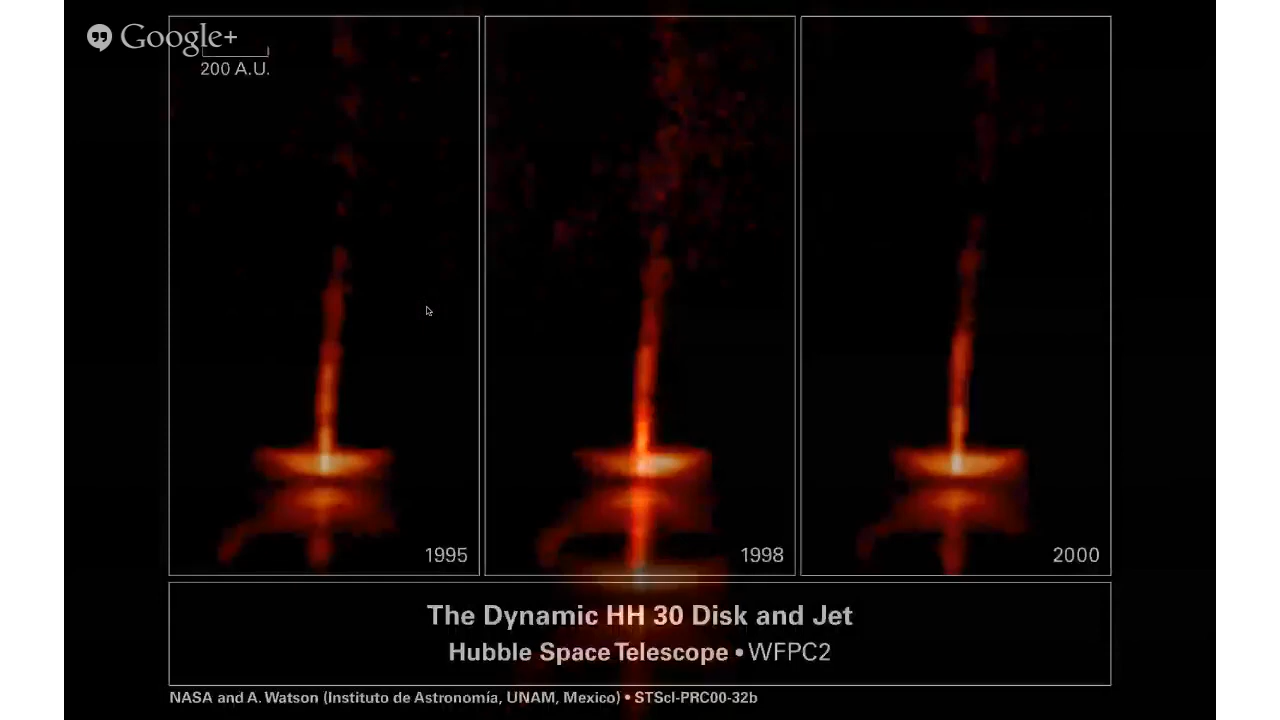 Google+
200 A.U.
1995
1998
2000
The Dynamic HH 30 Disk and Jet
Hubble Space Telescope • WFPC2
NASA and A. Watson (Instituto de Astronomía, UNAM, Mexico) • STScI-PRC00-32b